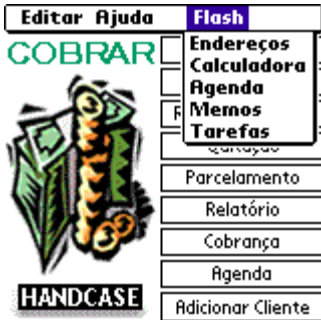 Editar Ajuda Flash
COBRAR
Endereços
Calculadora
Agenda
Memos
Tarefas
Parcelamento
Relatório
Cobrança
Agenda
HANDCASE
Adicionar Cliente